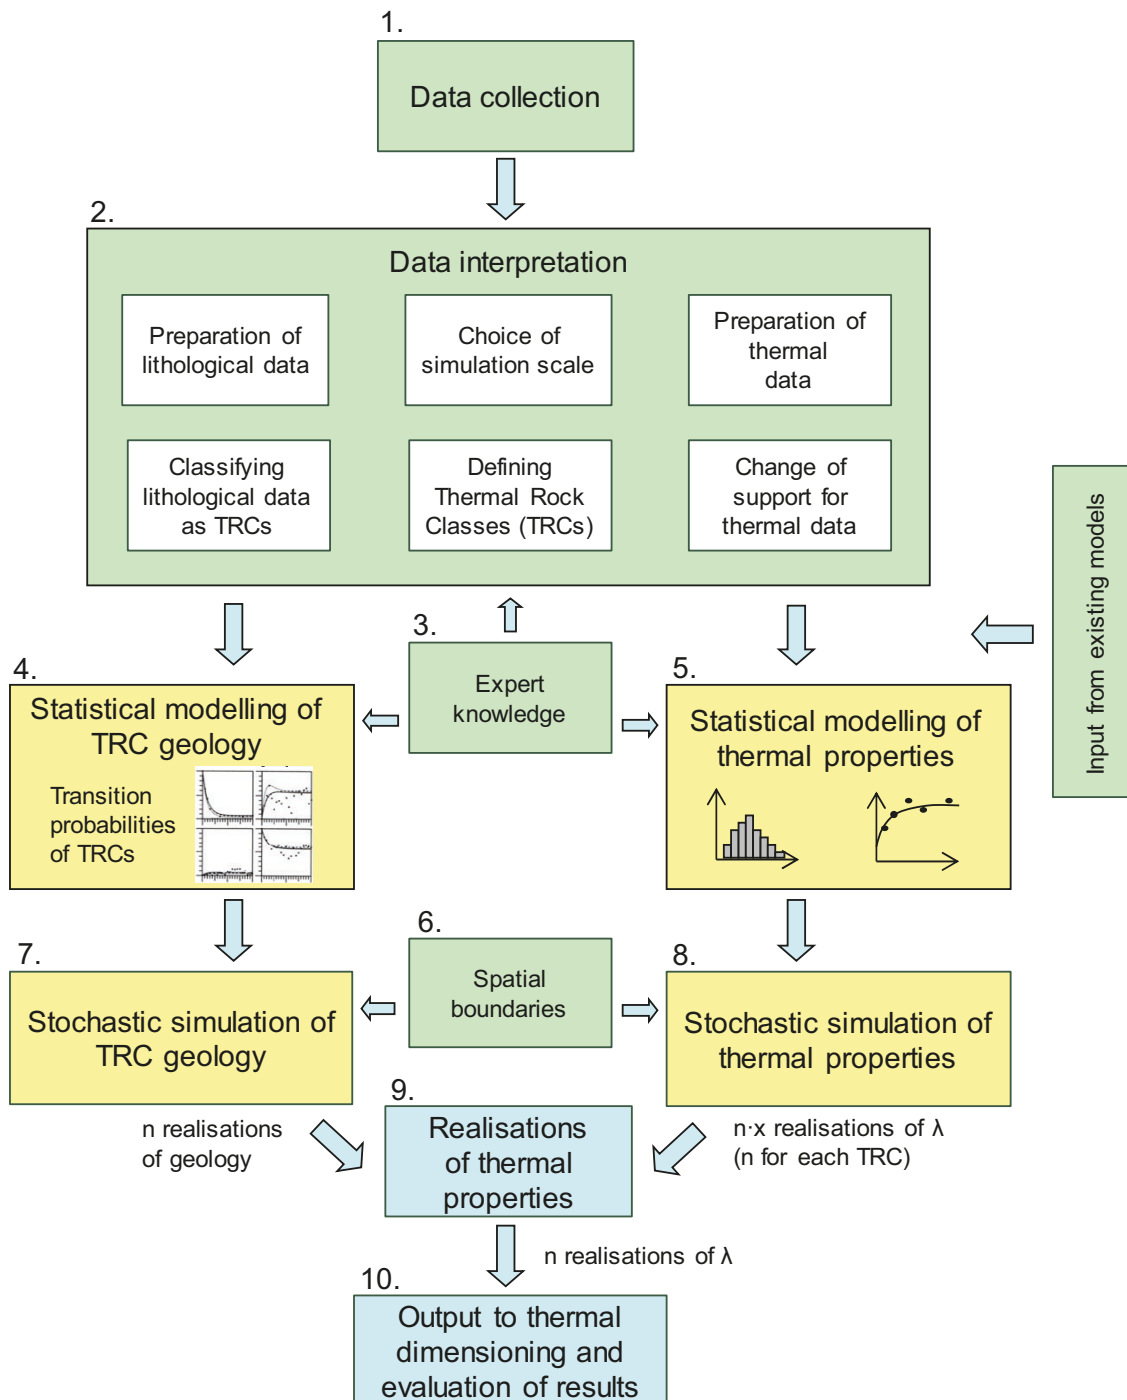 1.
Data collection
2.
Data interpretation
Preparation of
lithological data
Choice of
simulation scale
Preparation of
thermal
data
Classifying
lithological data
as TRCs
Defining
Thermal Rock
Classes (TRCs)
Change of
support for
thermal data
Input from existing models
3.
Expert
knowledge
4.
Statistical modelling of
TRC geology
Transition
probabilities
of TRCs
5.
Statistical modelling of
thermal properties
6.
Spatial
boundaries
7.
Stochastic simulation of
TRC geology
8.
Stochastic simulation of
thermal properties
n realisations
of geology
9.
Realisations
of thermal
properties
n·x realisations of λ
(n for each TRC)
n realisations of λ
10.
Output to thermal
dimensioning and
evaluation of results